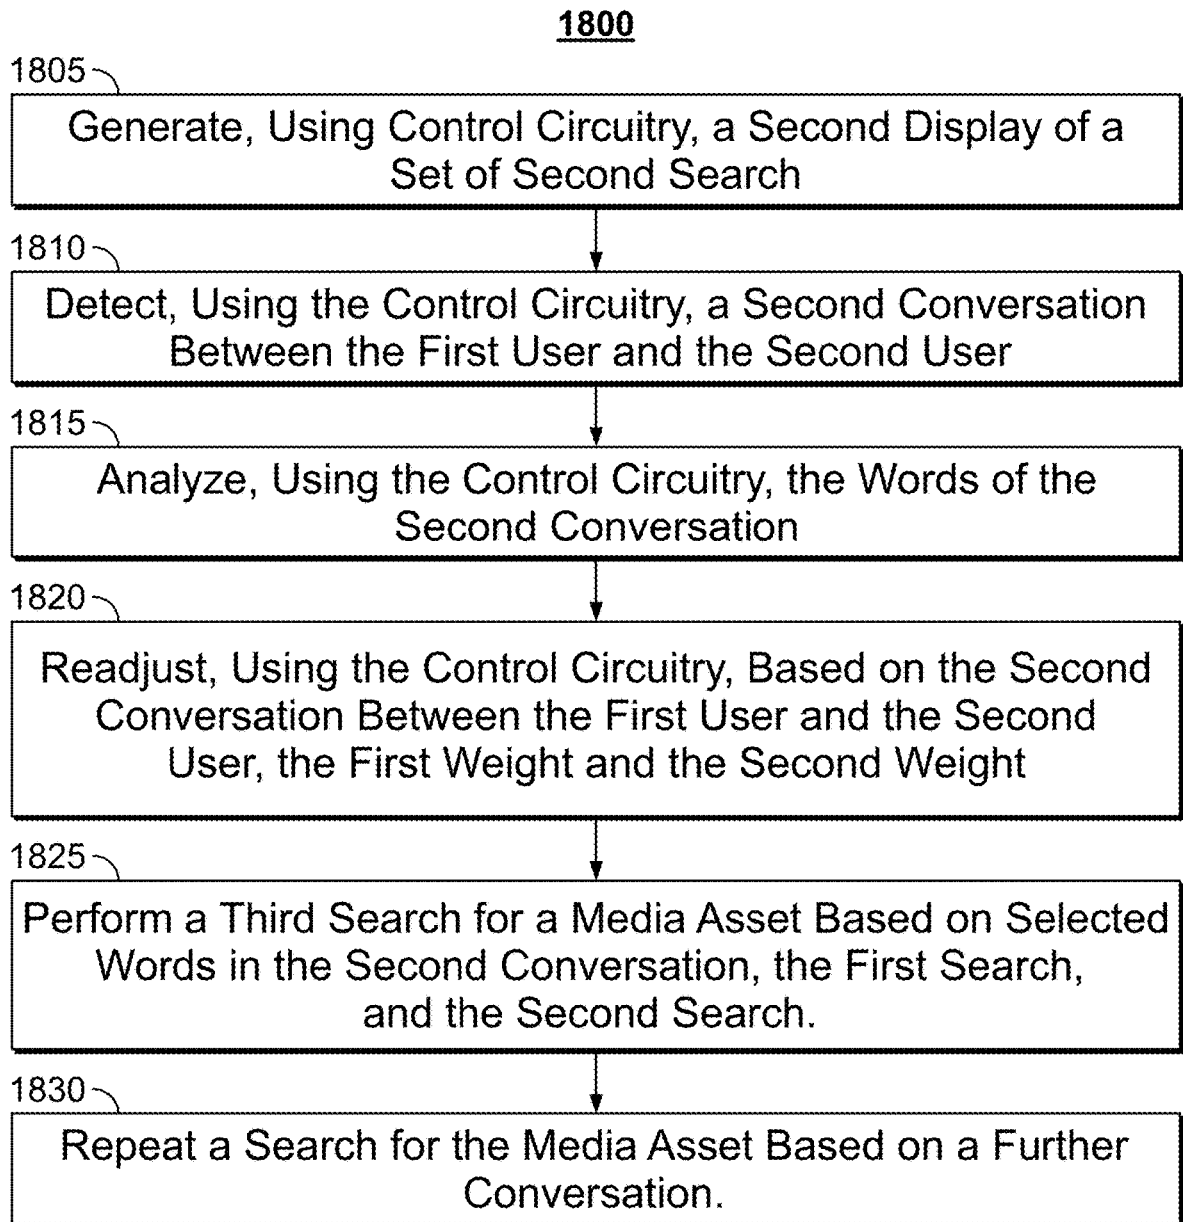 1800
1805
Generate, Using Control Circuitry, a Second Display of a
Set of Second Search
1810
Detect, Using the Control Circuitry, a Second Conversation
Between the First User and the Second User
1815
Analyze, Using the Control Circuitry, the Words of the
Second Conversation
1820
Readjust, Using the Control Circuitry, Based on the Second
Conversation Between the First User and the Second
User, the First Weight and the Second Weight
1825
Perform a Third Search for a Media Asset Based on Selected
Words in the Second Conversation, the First Search,
and the Second Search.
1830
Repeat a Search for the Media Asset Based on a Further
Conversation.